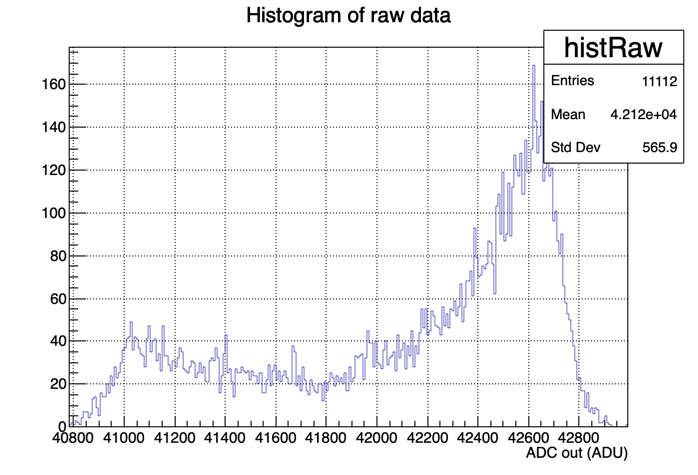 Histogram of raw data
histRaw
Entries 11112
Mean 4.212e+04
Std Dev 565.9
160
140
120
100
80
60
40
20
0
40800 41000 41200 41400 41600 41800 42000 42200 42400 42600 42800
ADC out (ADU)